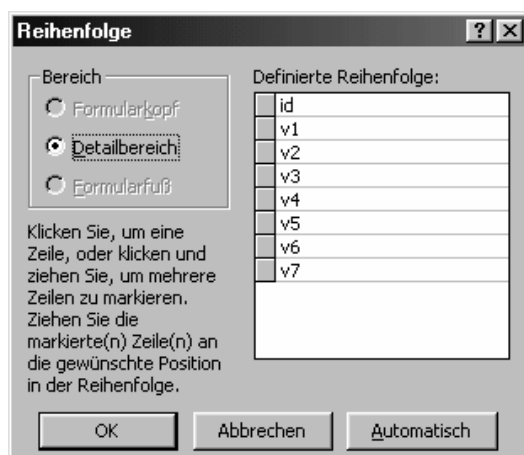 Reihenfolge
Bereich
Formularkopf
Detailbereich
Formularfuß
Klicken Sie, um eine
Zeile, oder klicken und
ziehen Sie, um mehrere
Zeilen zu markieren.
Ziehen Sie die
markierte(n) Zeile(n) an
die gewünschte Position
in der Reihenfolge.
Definierte Reihenfolge:
id
v1
v2
v3
v4
v5
v6
v7
OK
Abbrechen
Automatisch